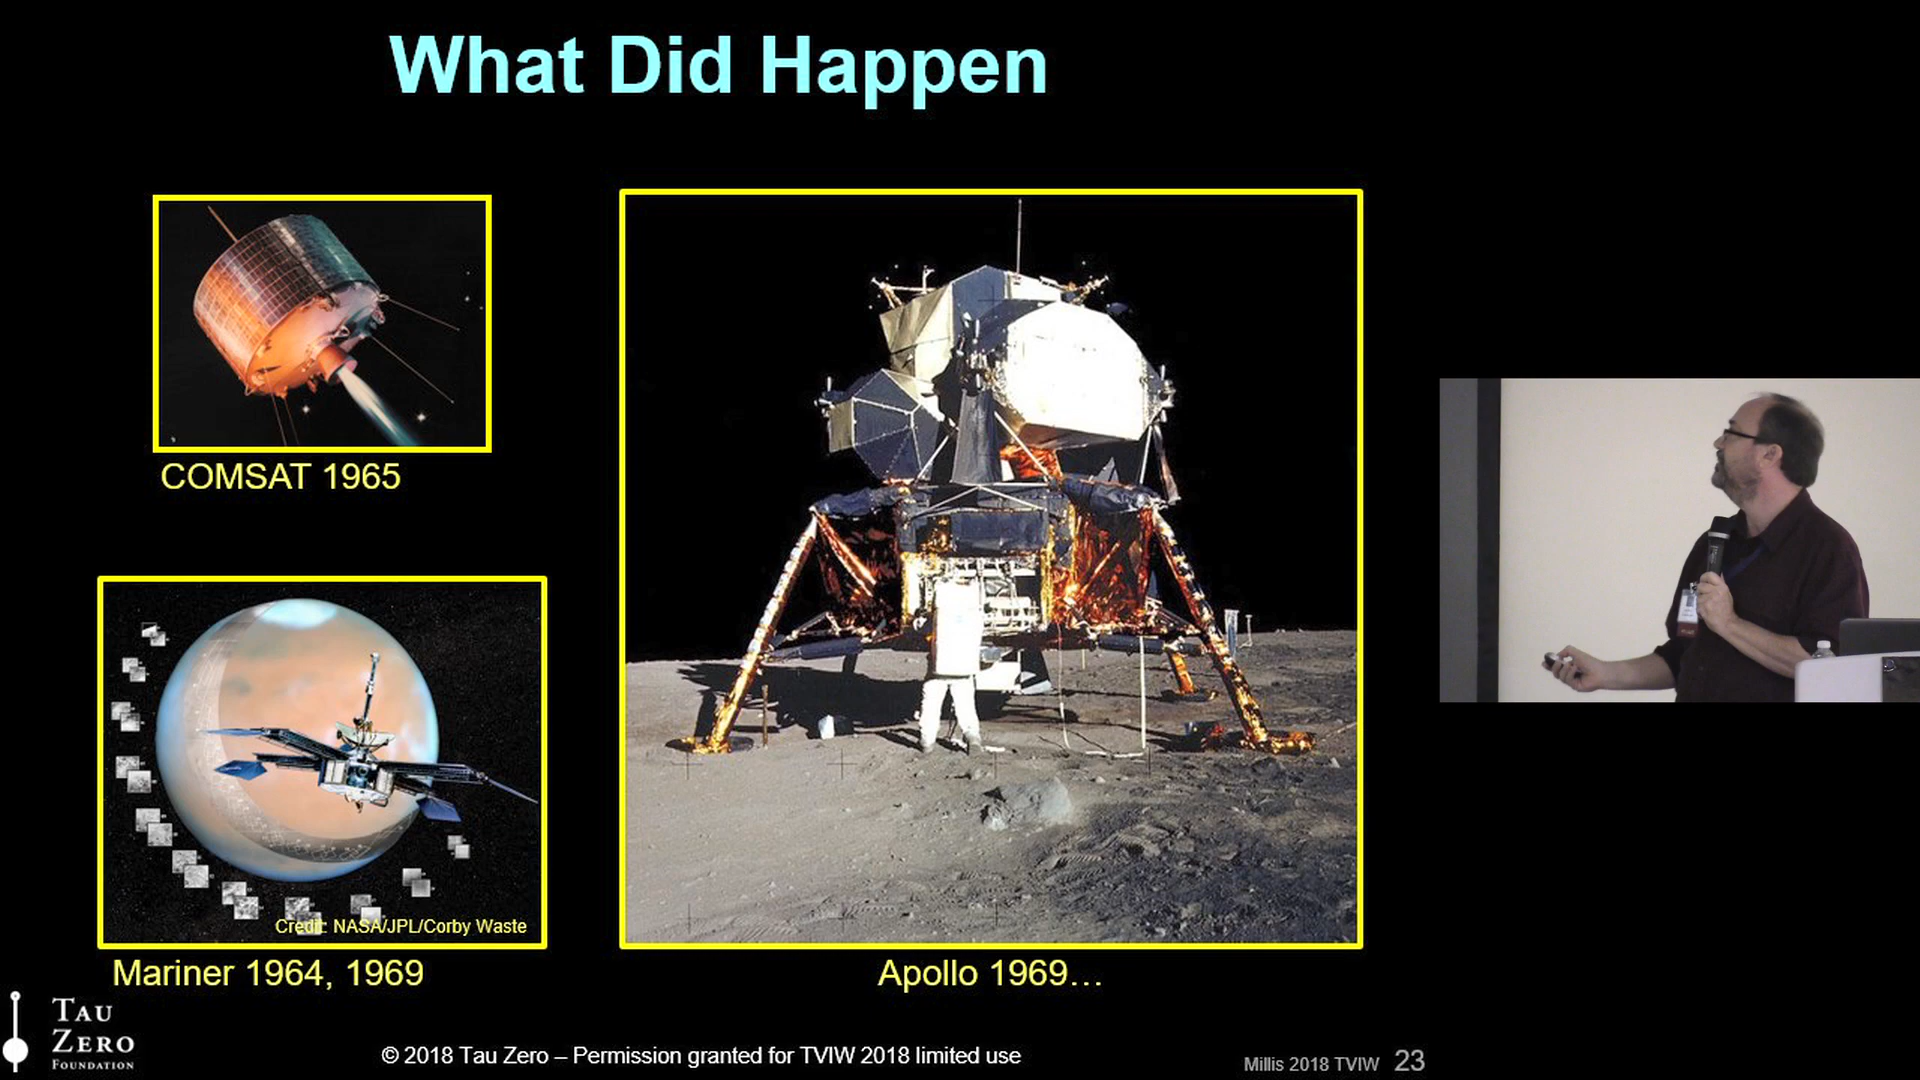 What Did Happen
COMSAT 1965
Credit: NASA/JPL/Corby Waste
Mariner 1964, 1969
Apollo 1969…
TAU
ZERO
FOUNDATION
© 2018 Tau Zero – Permission granted for TVIW 2018 limited use
Millis 2018 TVIW 23